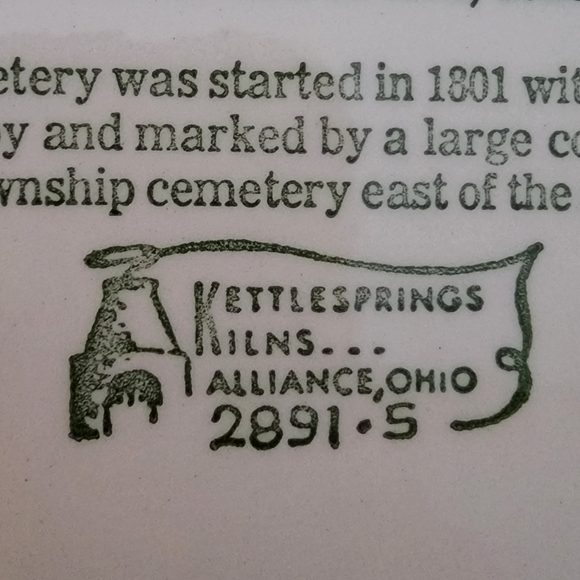 etery was started in 1801 wit
y and marked by a large co
wnship cemetery east of the
KETTLESPRINGS
KILNS...
ALLIANCE, OHIO
2891·S